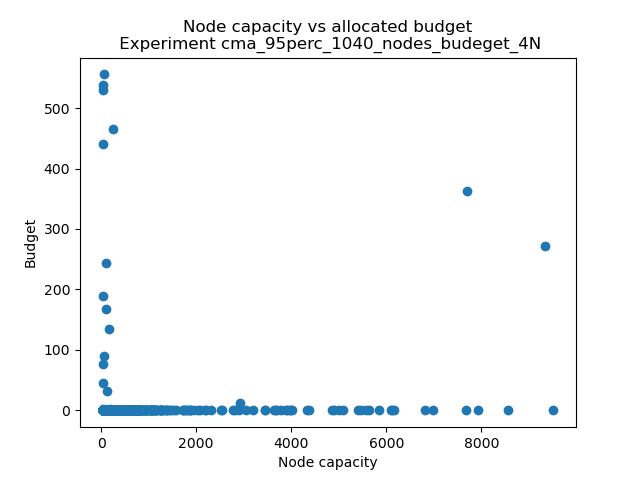 Node capacity vs allocated budget
Experiment cma_95perc_1040_nodes_budeget_4N
500
400
300
200
100
0
Budget
0 2000 4000 6000 8000
Node capacity